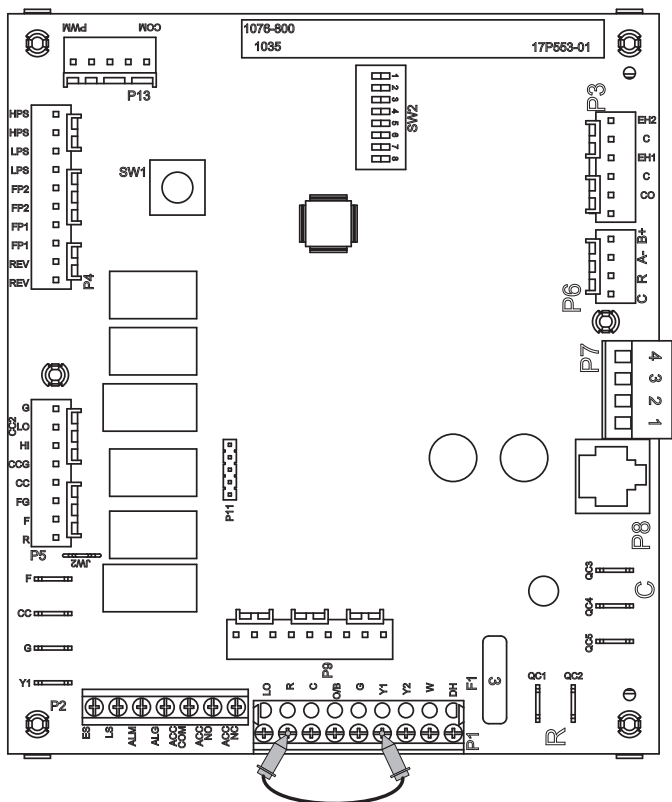 PWM COM
P13
1076-800
1035 17P553-01
1
2
3
4
5
6
7
8
SW2
SW1
HPS
HPS
LPS
LPS
FP2
FP2
FP1
FP1
REV
REV
P4
P3
EH2
C
EH1
C
CO
P6
B+
A-
R
C
P7
4
3
2
1
P8
G
CC2
LO
HI
CCG
CC
FG
F
R
P5
JW2
P11
F
CC
G
Y1
QC3
QC4
QC5
C
P9
LO R C O/B G Y1 Y2 W DH
F1
3
QC1 QC2
R
P2
ES LS ALM ALG ACC COM ACC NO ACC NC
P1